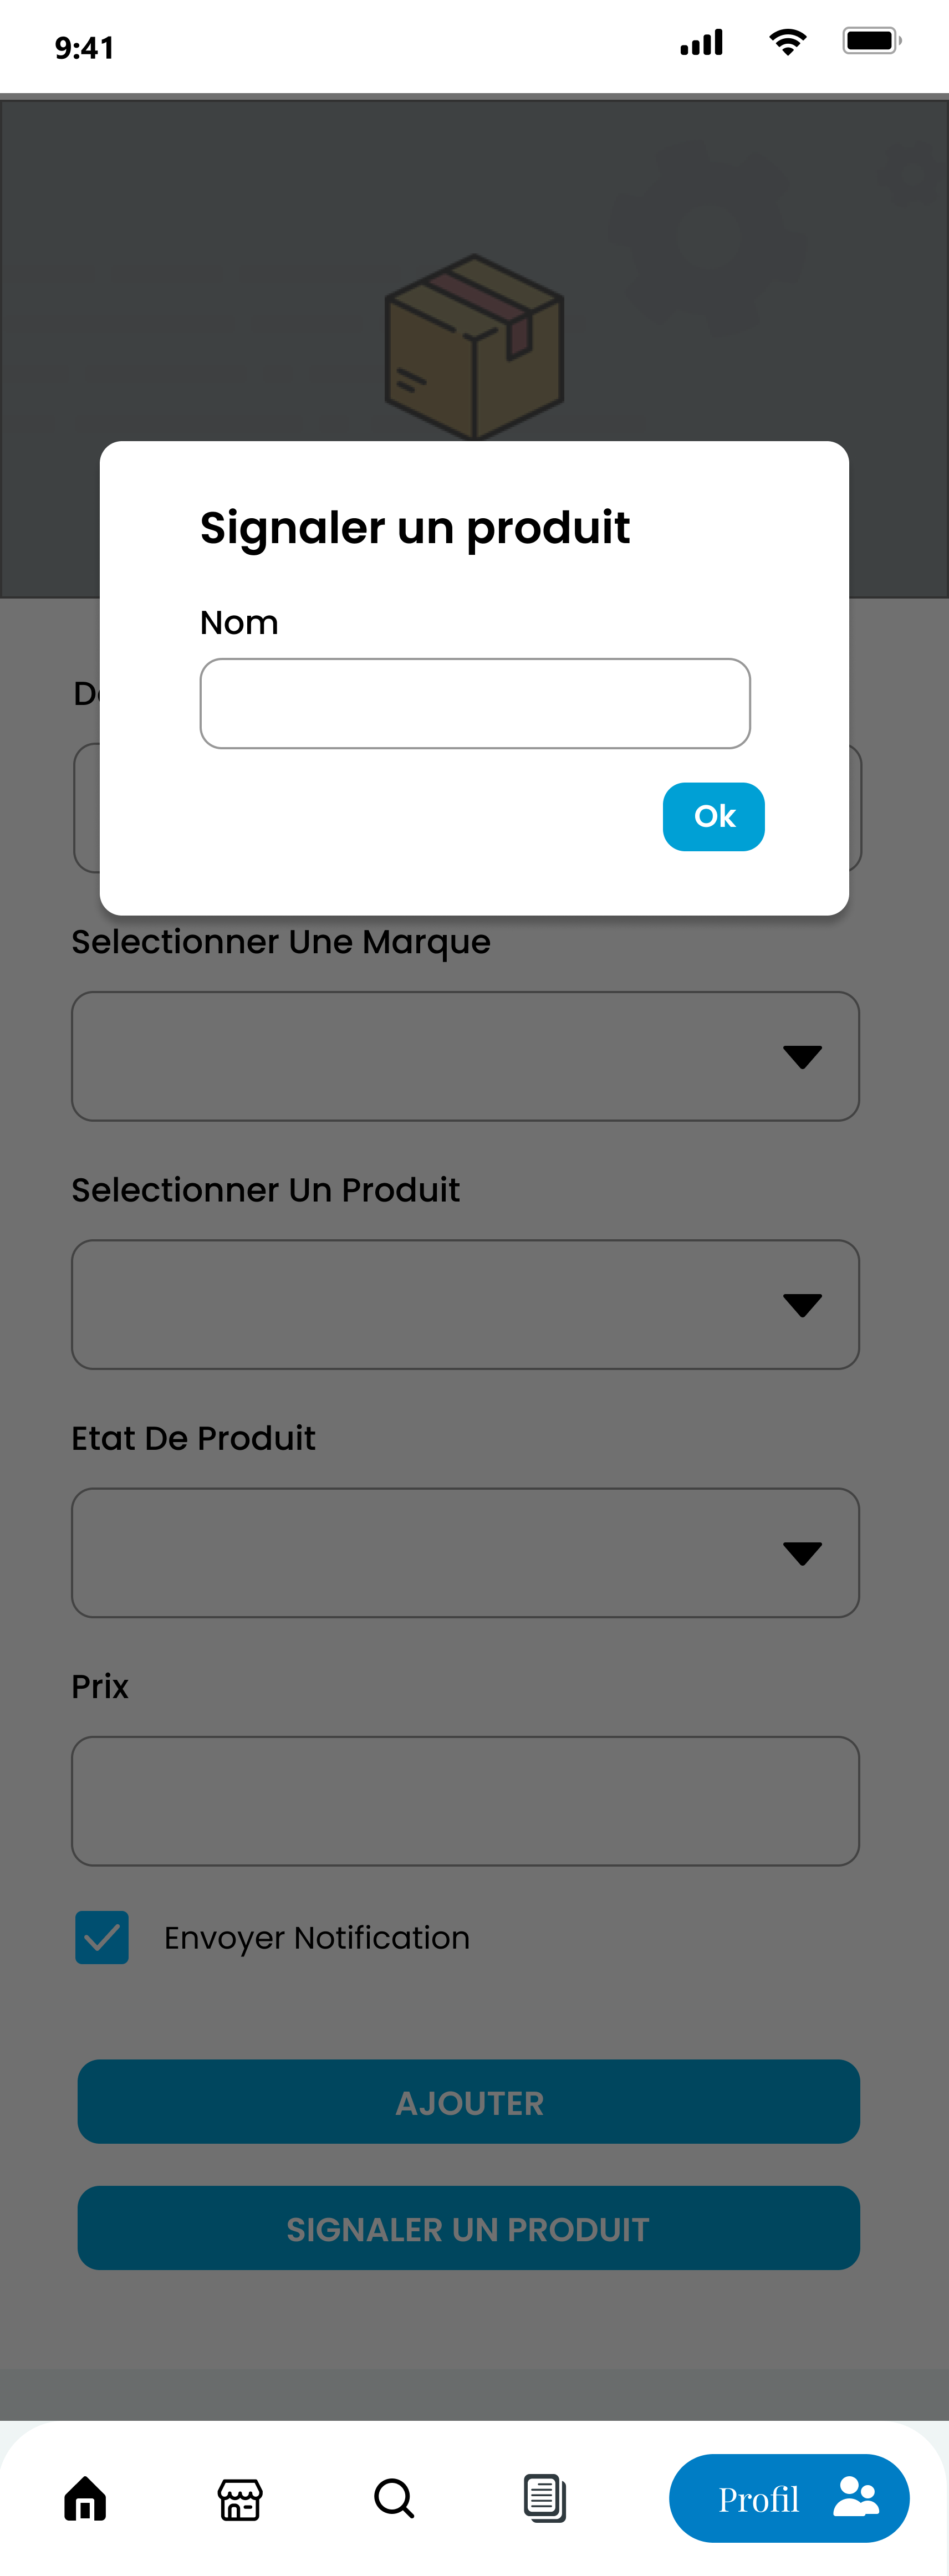 9:41
Signaler un produit
Nom
Ok
Selectionner Une Marque
Selectionner Un Produit
Etat De Produit
Prix
Envoyer Notification
AJOUTER
SIGNALER UN PRODUIT
Profil